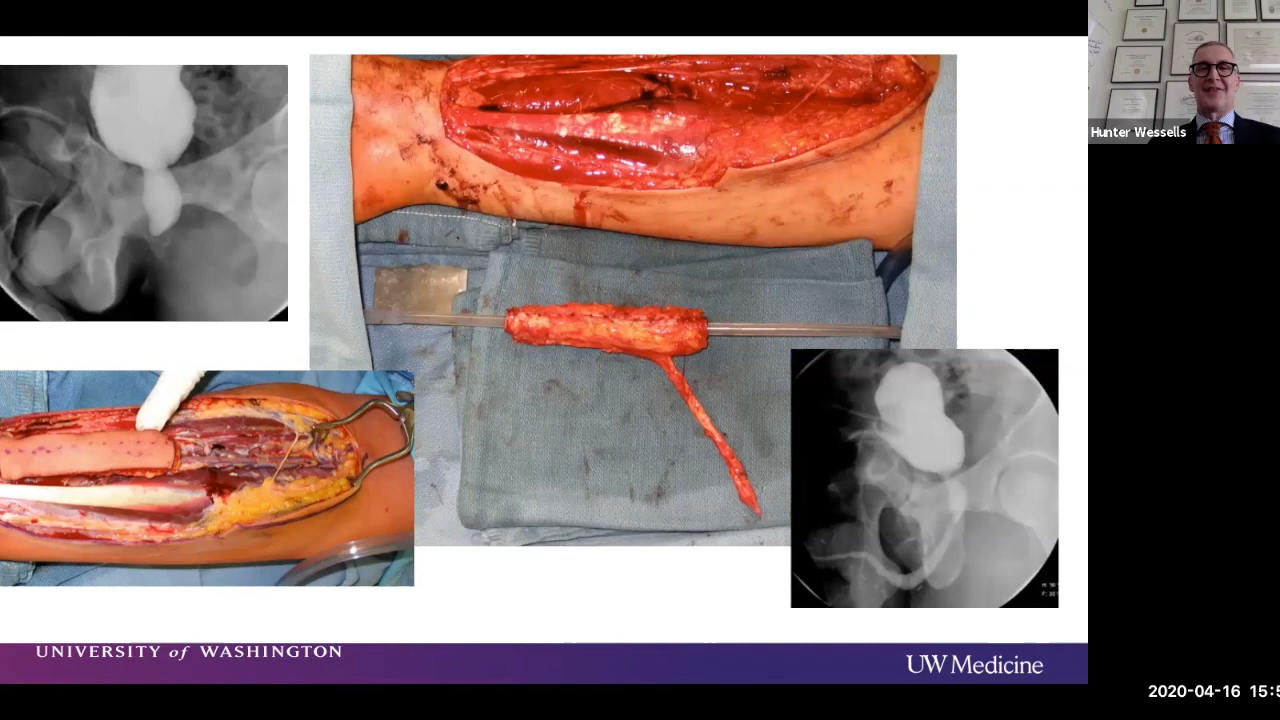 Hunter Wessells
UNIVERSITY of WASHINGTON
UW Medicine
2020-04-16 15:5